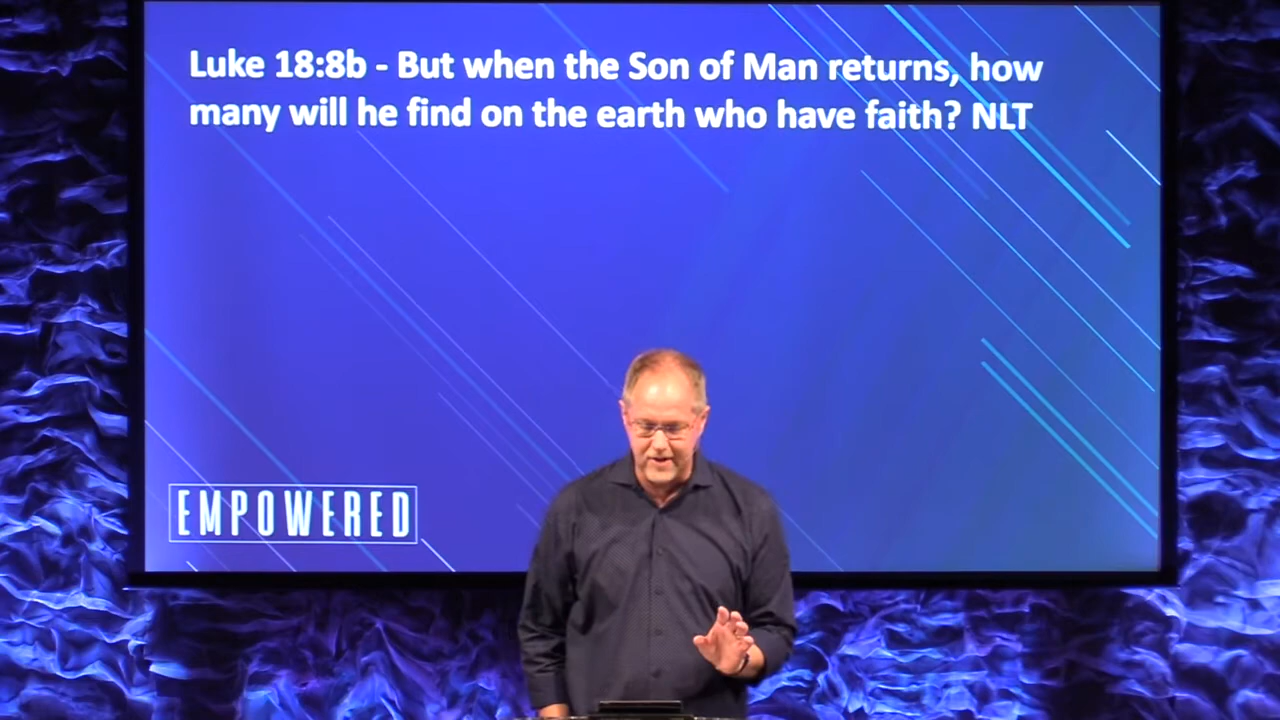 Luke 18:8b - But when the Son of Man returns, how
many will he find on the earth who have faith? NLT
EMPOWERED